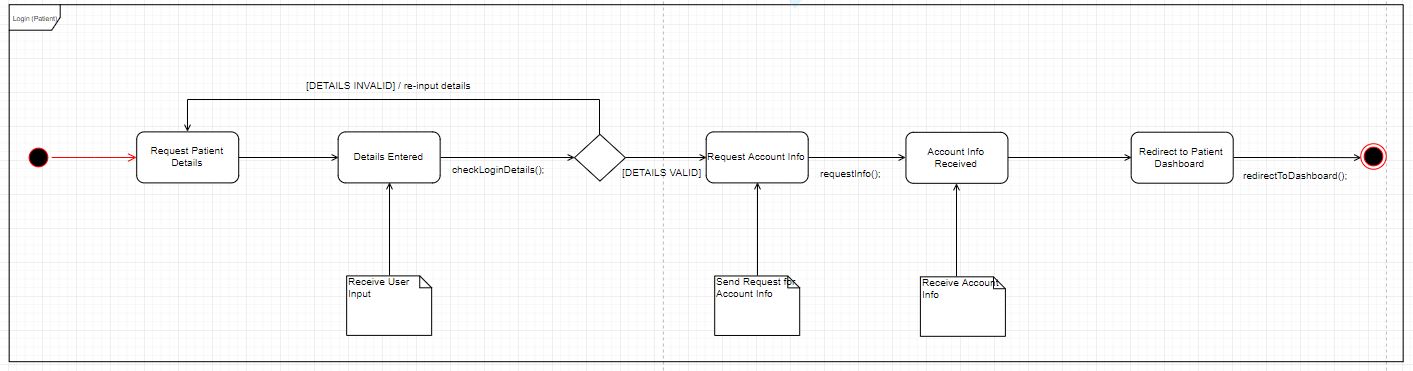 Login (Patient)
[DETAILS INVALID] / re-input details
Request Patient
Details
Details Entered
checkLoginDetails();
[DETAILS VALID]
Request Account Info
requestInfo();
Account Info
Received
Redirect to Patient
Dashboard
redirectToDashboard();
Receive User
Input
Send Request for
Account Info
Receive Account
Info